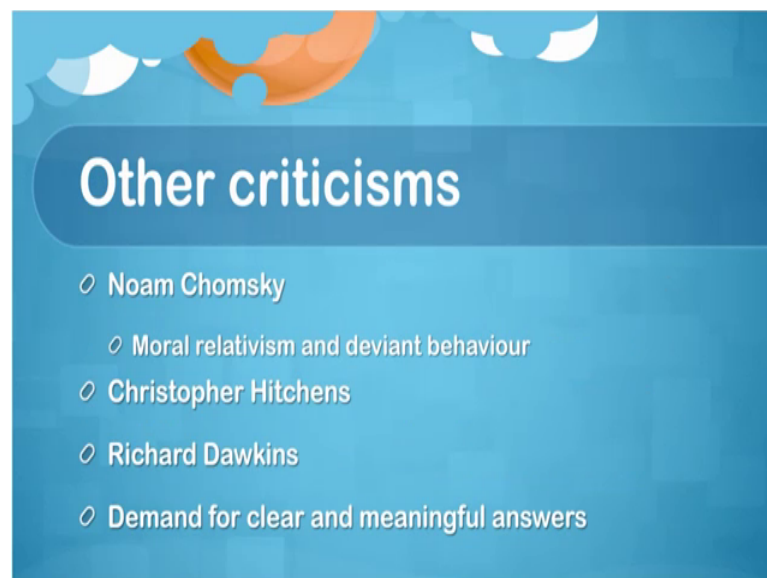 Other criticisms
Noam Chomsky
Moral relativism and deviant behaviour
Christopher Hitchens
Richard Dawkins
Demand for clear and meaningful answers